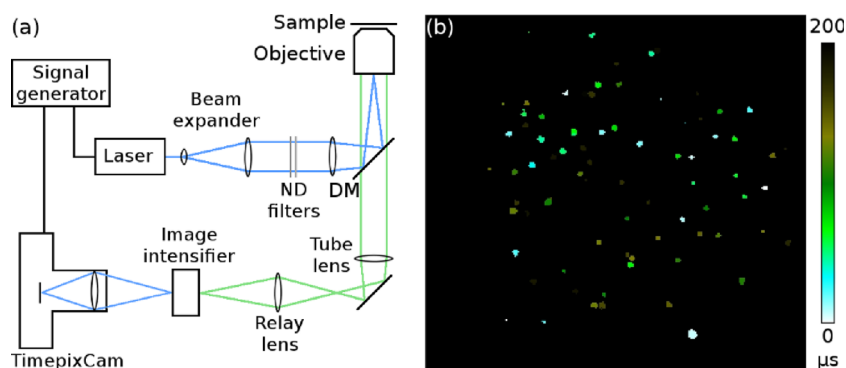 (a)
Sample
Objective
Signal
generator
Beam
expander
Laser
ND
filters
DM
Image
intensifier
Tube
lens
Relay
lens
TimepixCam
(b)
200
0
µs